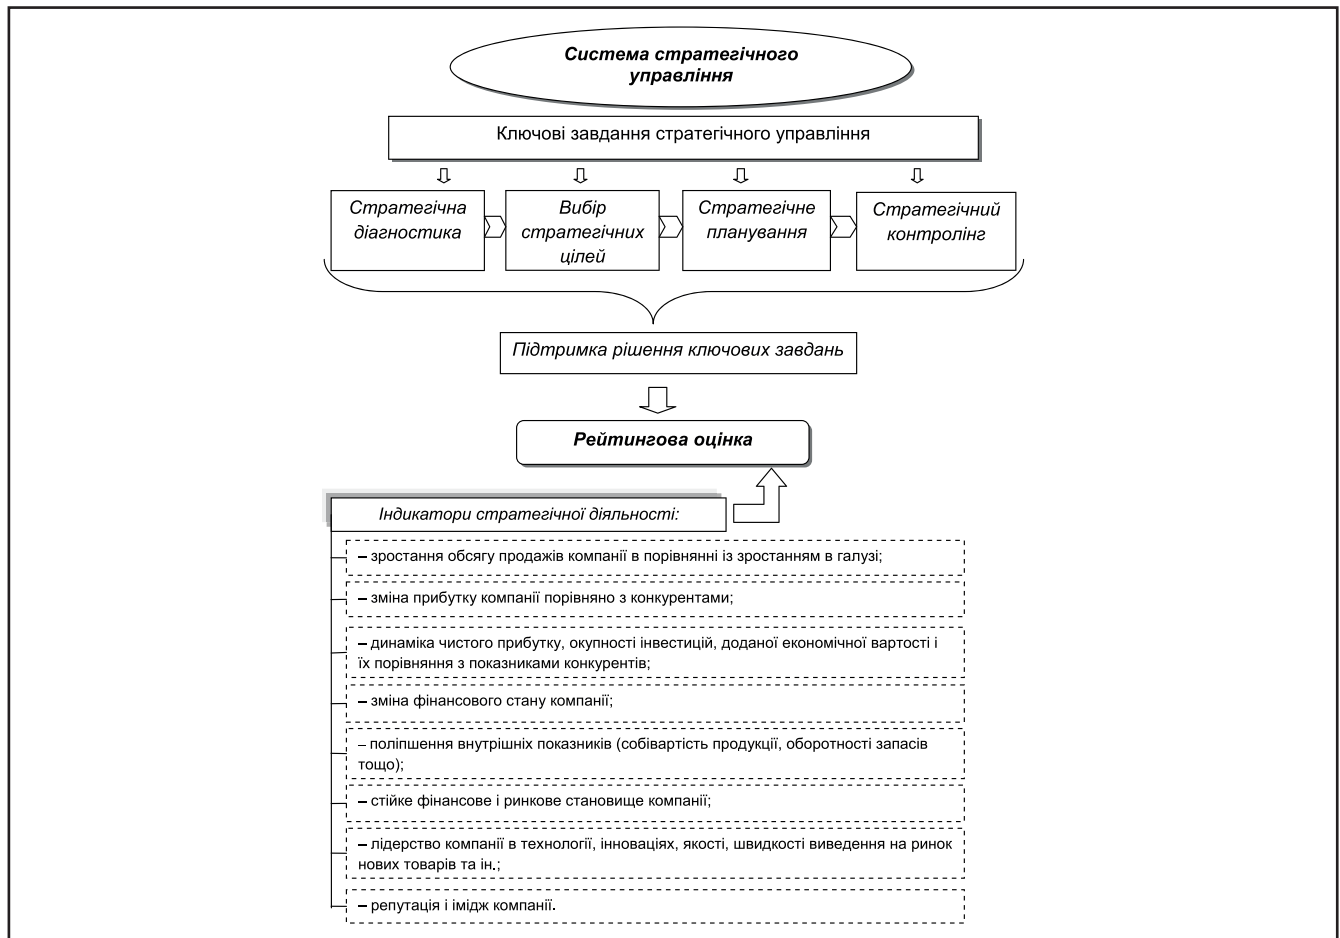 Система стратегічного
управління
Ключові завдання стратегічного управління
Стратегічна
діагностика
Вибір
стратегічних
цілей
Стратегічне
планування
Стратегічний
контролінг
Підтримка рішення ключових завдань
Рейтингова оцінка
Індикатори стратегічної діяльності:
– зростання обсягу продажів компанії в порівнянні із зростанням в галузі;
– зміна прибутку компанії порівняно з конкурентами;
– динаміка чистого прибутку, окупності інвестицій, доданої економічної вартості і
їх порівняння з показниками конкурентів;
– зміна фінансового стану компанії;
– поліпшення внутрішніх показників (собівартість продукції, оборотності запасів
тощо);
– стійке фінансове і ринкове становище компанії;
– лідерство компанії в технології, інноваціях, якості, швидкості виведення на ринок
нових товарів та ін.;
– репутація і імідж компанії.